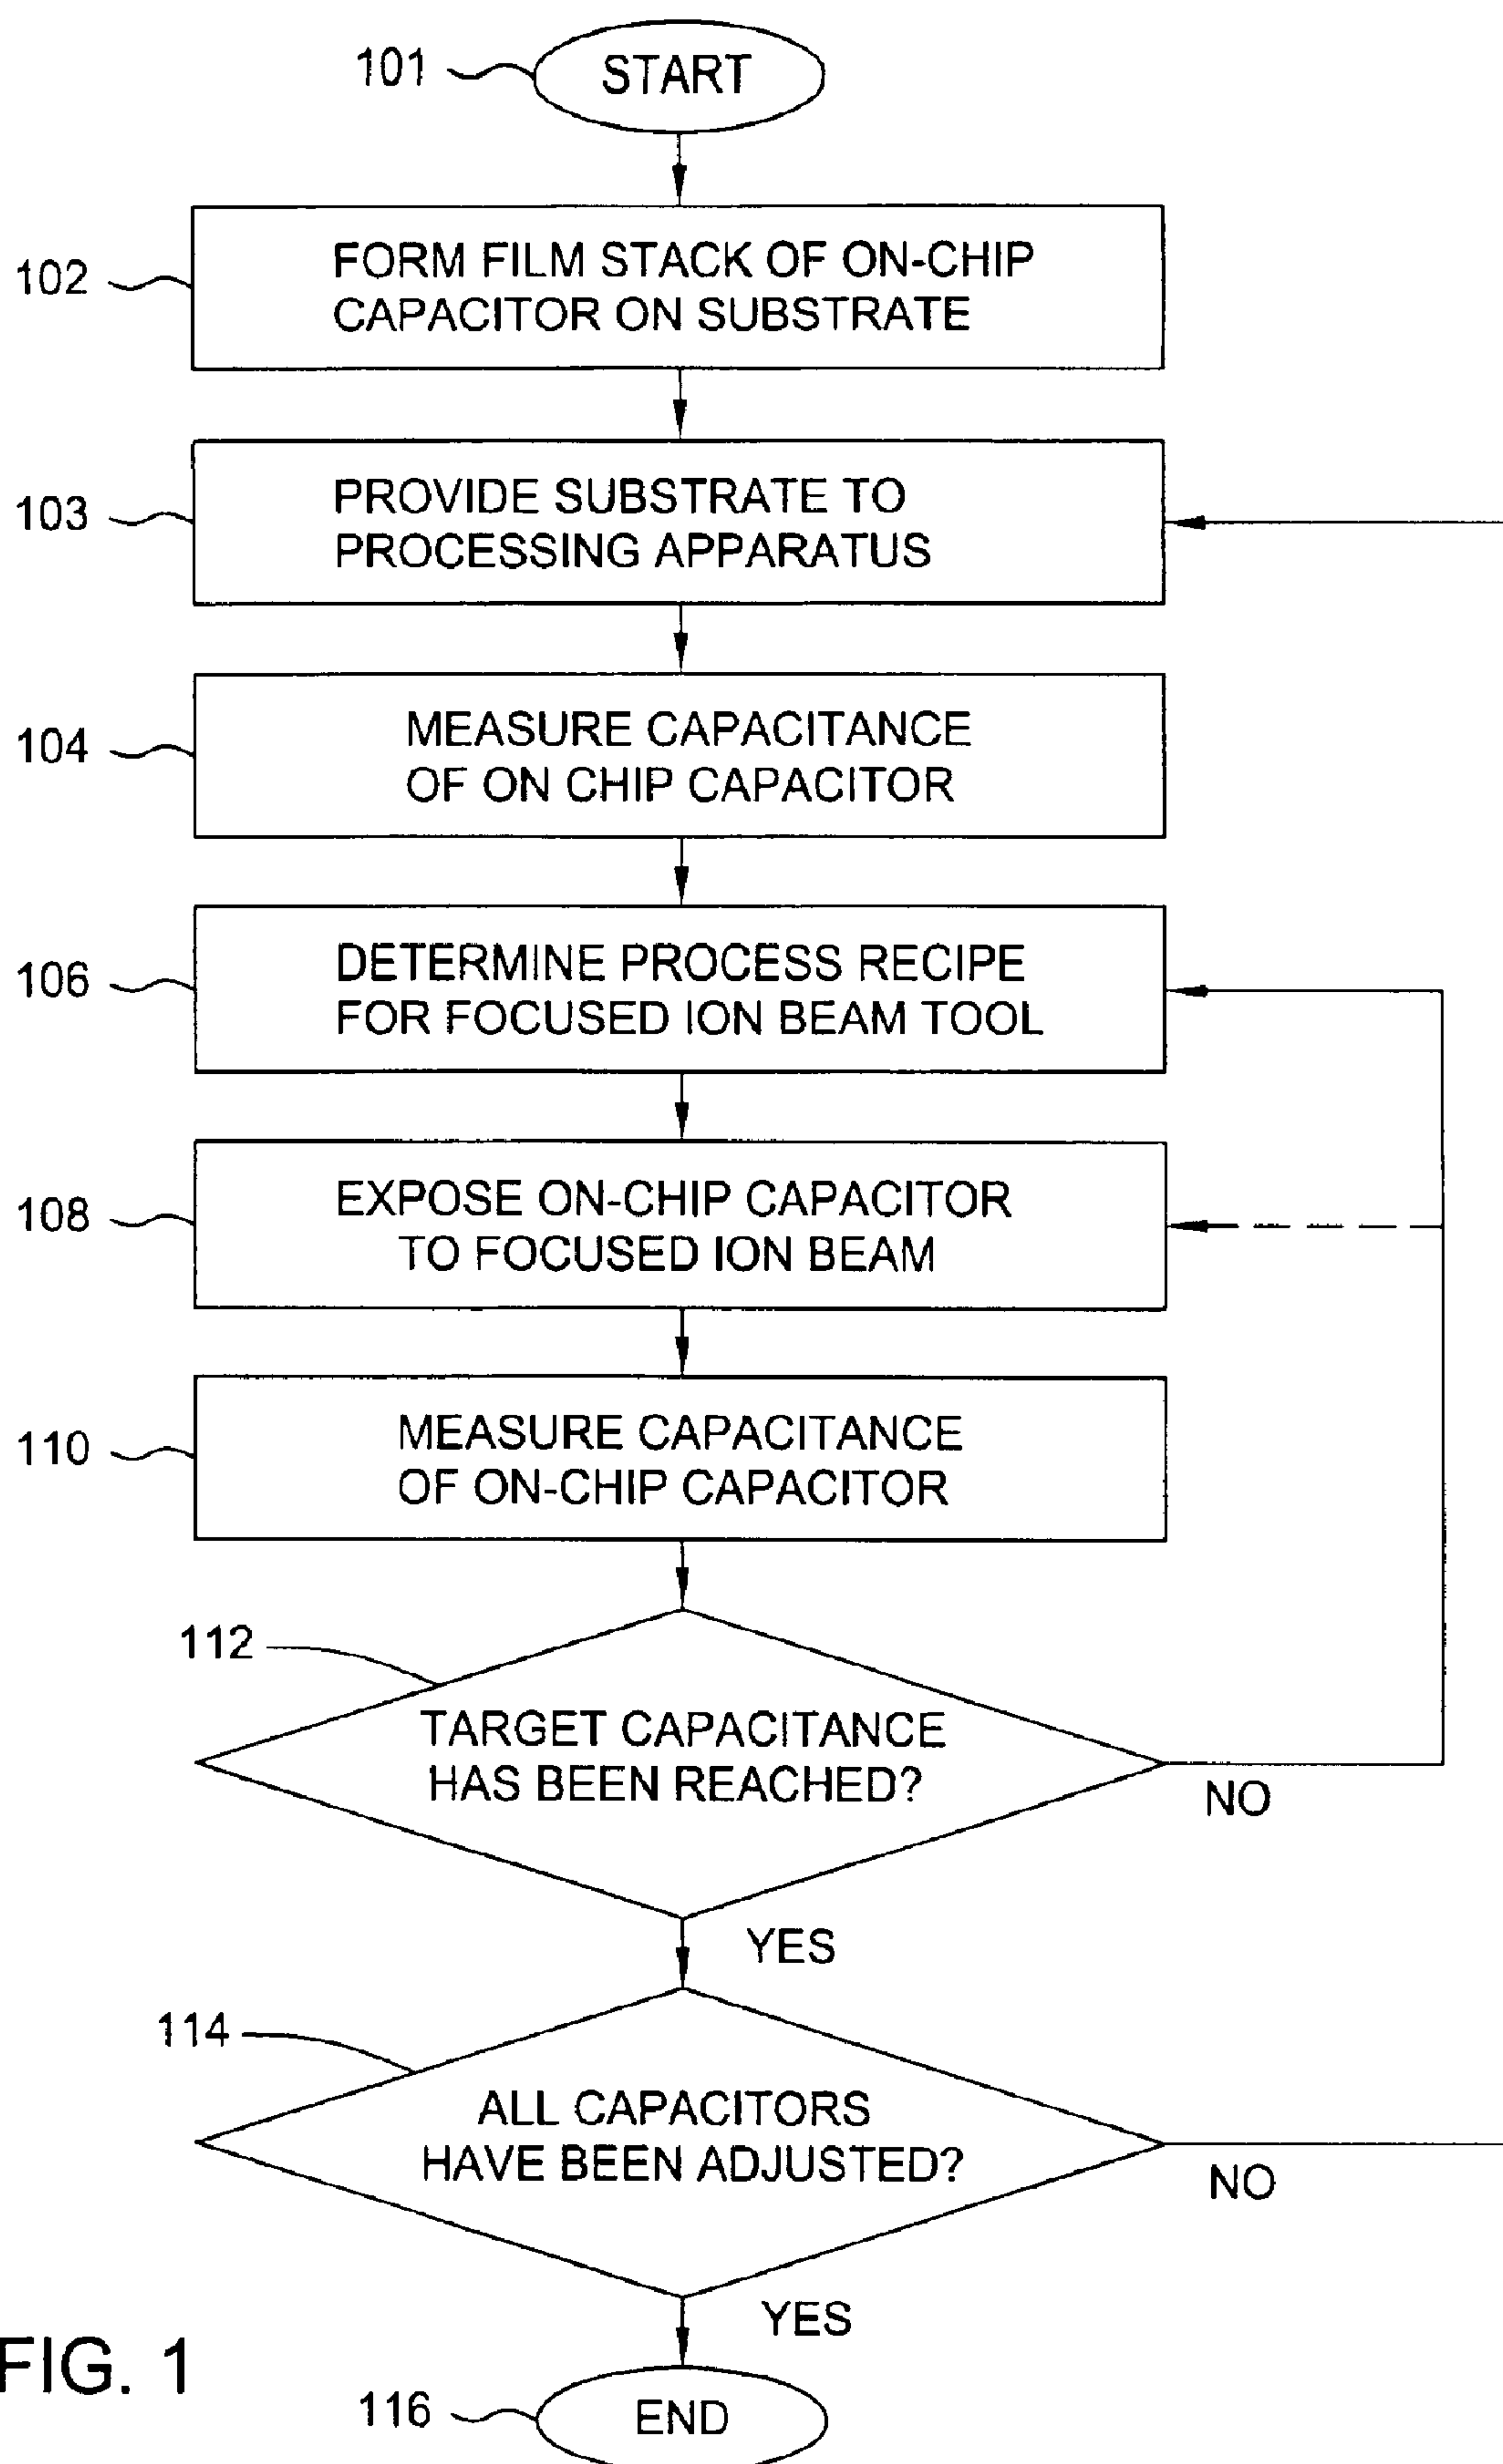 101
START
102
FORM FILM STACK OF ON-CHIP
CAPACITOR ON SUBSTRATE
103
PROVIDE SUBSTRATE TO
PROCESSING APPARATUS
104
MEASURE CAPACITANCE
OF ON CHIP CAPACITOR
106
DETERMINE PROCESS RECIPE
FOR FOCUSED ION BEAM TOOL
108
EXPOSE ON-CHIP CAPACITOR
TO FOCUSED ION BEAM
110
MEASURE CAPACITANCE
OF ON-CHIP CAPACITOR
112
TARGET CAPACITANCE
HAS BEEN REACHED?
NO
YES
114
ALL CAPACITORS
HAVE BEEN ADJUSTED?
NO
YES
FIG. 1
116
END